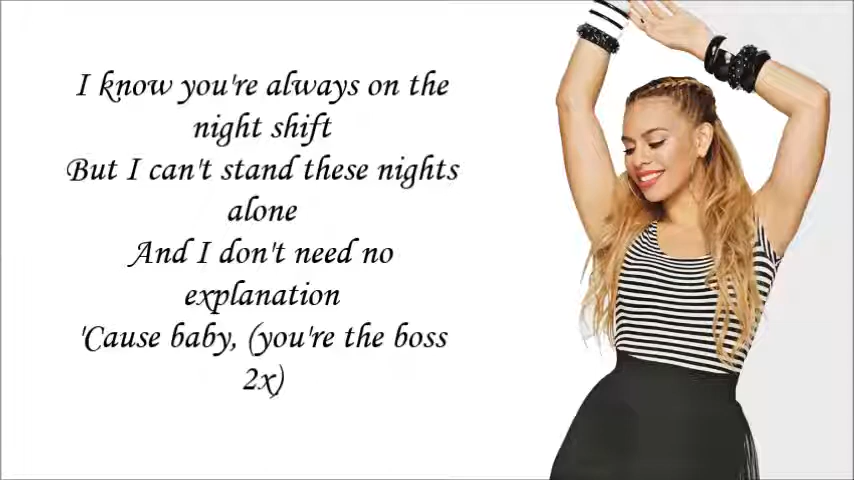 I know you're always on the
night shift
But I can't stand these nights
alone
And I don't need no
explanation
'Cause baby, (you're the boss
2x)